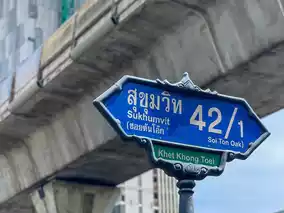 สุขุมวิท
Sukhumvit
42/1
(ซอยต้นโอ๊ก)
Soi Ton Oak)
Khet Khong Toei